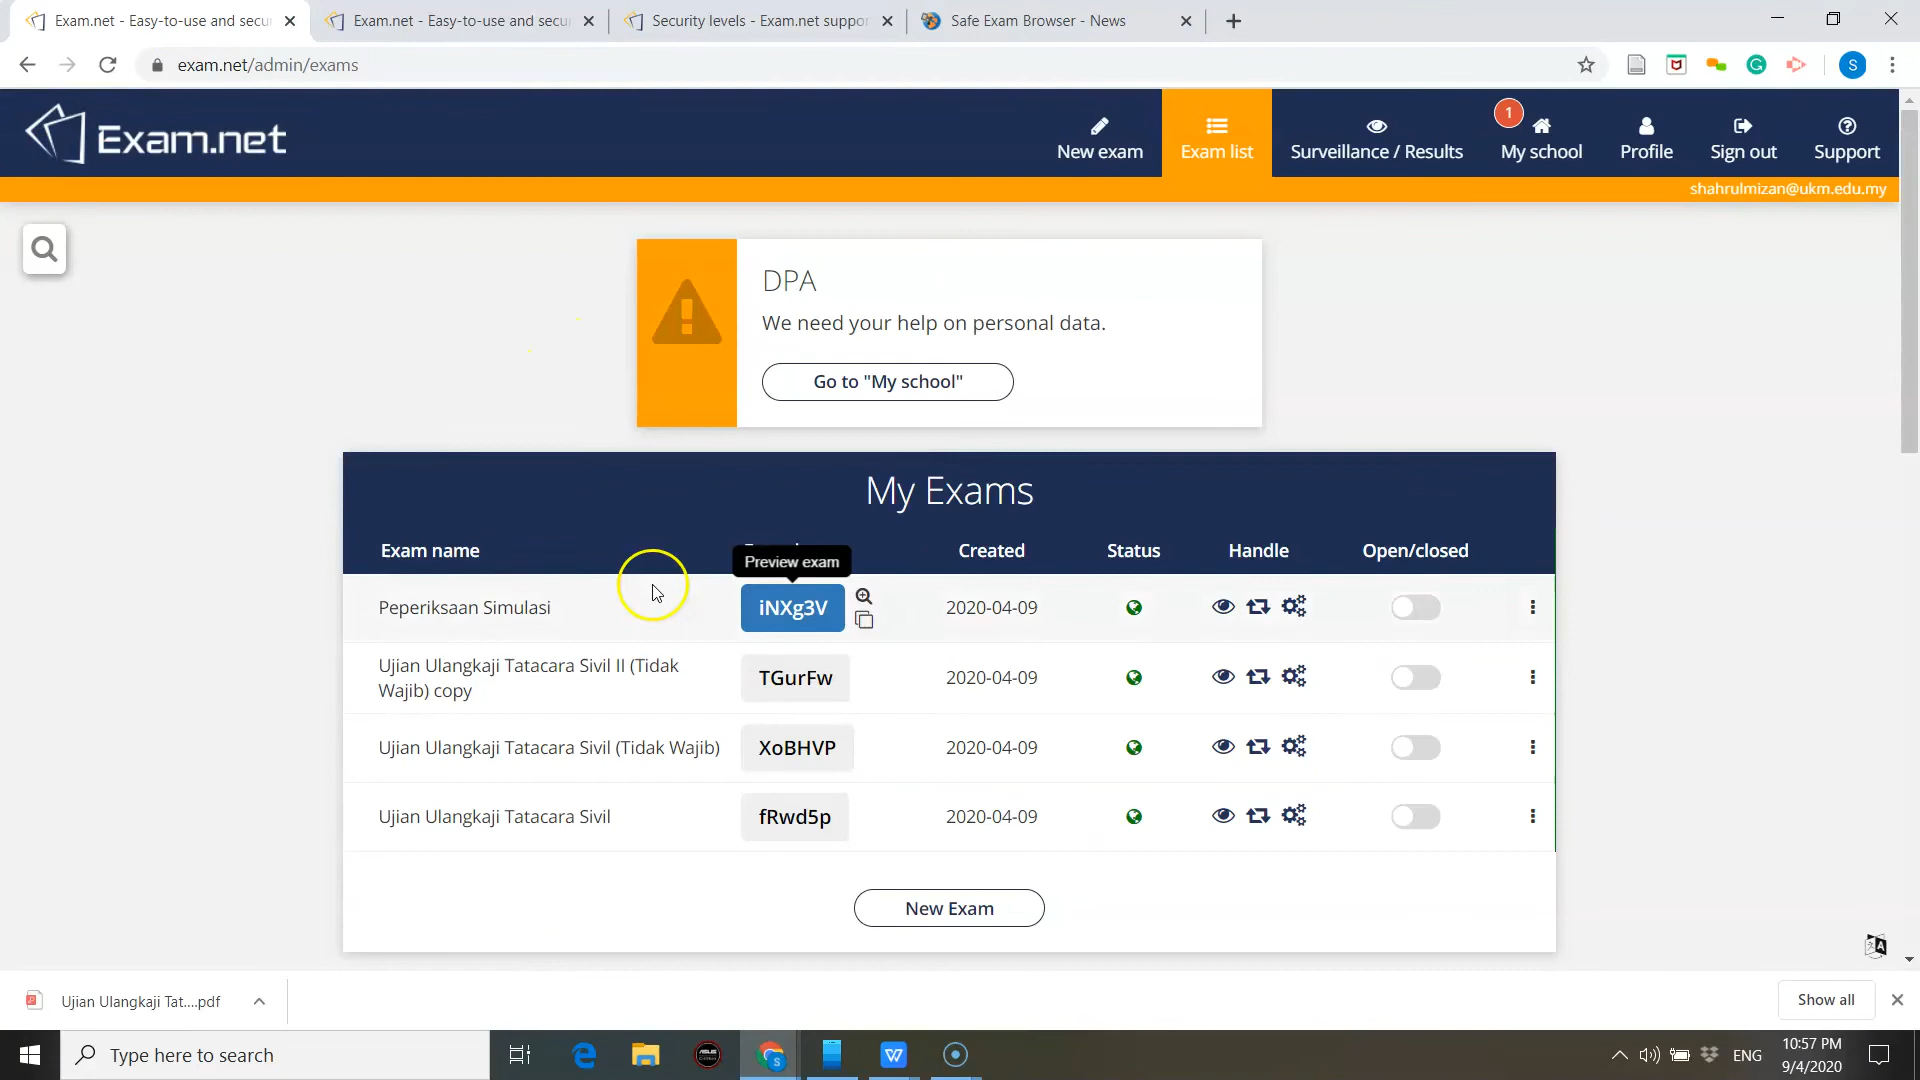 Exam.net - Easy-to-use and secu
Exam.net - Easy-to-use and secu
Security levels - Exam.net suppor
Safe Exam Browser - News
exam.net/admin/exams
S
Exam.net
New exam
Exam list
Surveillance / Results
1
My school
Profile
Sign out
Support
shahrulmizan@ukm.edu.my
DPA
We need your help on personal data.
Go to "My school"
My Exams
Exam name
Created
Status
Handle
Open/closed
Preview exam
Peperiksaan Simulasi
iNXg3V
2020-04-09
Ujian Ulangkaji Tatacara Sivil II (Tidak
Wajib) copy
TGurFw
2020-04-09
Ujian Ulangkaji Tatacara Sivil (Tidak Wajib)
XoBHVP
2020-04-09
Ujian Ulangkaji Tatacara Sivil
fRwd5p
2020-04-09
New Exam
Ujian Ulangkaji Tat....pdf
Show all
Type here to search
ENG
10:57 PM
9/4/2020